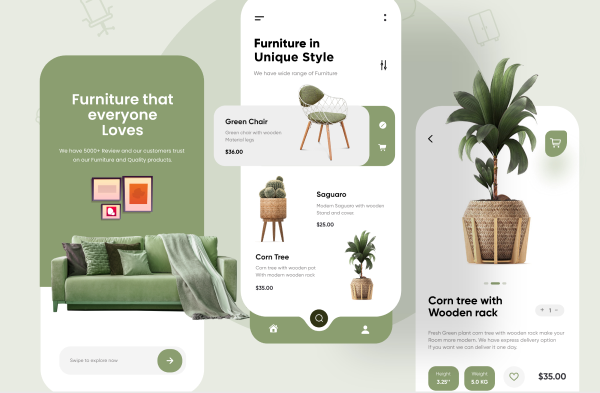 Furniture that
everyone
Loves
We have 5000+ Review and our customers trust
on our Furniture and Quality products.
Swipe to explore now
Furniture in
Unique Style
We have wide range of Furniture
Green Chair
Green chair with wooden
Material legs
$36.00
Saguaro
Modern Saguaro with wooden
Stand and cover.
$25.00
Corn Tree
Corn tree with wooden pot
With modern wooden rack
$35.00
Corn tree with
Wooden rack
+ 1 -
Fresh Green plant corn tree with wooden rack make your
Room more modern. We have express delivery option
If you want we can deliver it one day.
Height
3.25"
Weight
5.0 KG
$35.00